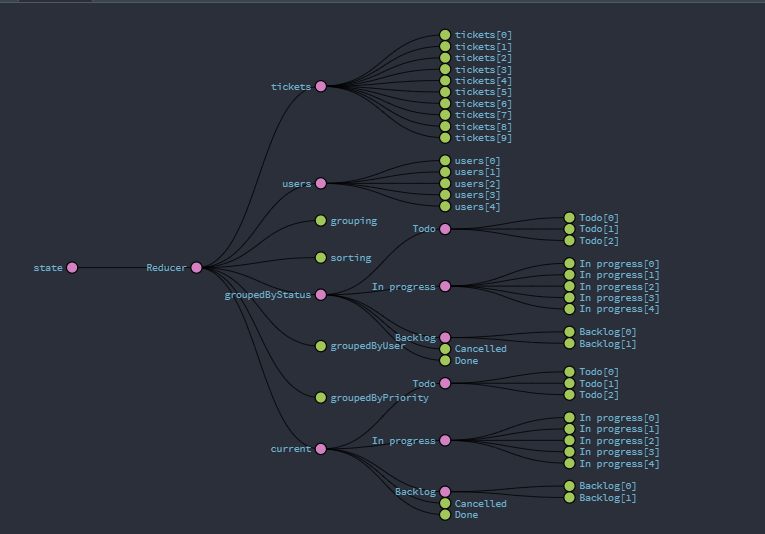 tickets[0]
tickets[1]
tickets[2]
tickets[3]
tickets[4]
tickets[5]
tickets[6]
tickets[7]
tickets[8]
tickets[9]
tickets
users[0]
users[1]
users[2]
users[3]
users[4]
users
grouping
sorting
state
Reducer
groupedByStatus
Todo
Todo[0]
Todo[1]
Todo[2]
In progress
In progress[0]
In progress[1]
In progress[2]
In progress[3]
In progress[4]
Backlog
Backlog[0]
Backlog[1]
Cancelled
Done
groupedByUser
groupedByPriority
current
Todo
Todo[0]
Todo[1]
Todo[2]
In progress
In progress[0]
In progress[1]
In progress[2]
In progress[3]
In progress[4]
Backlog
Backlog[0]
Backlog[1]
Cancelled
Done